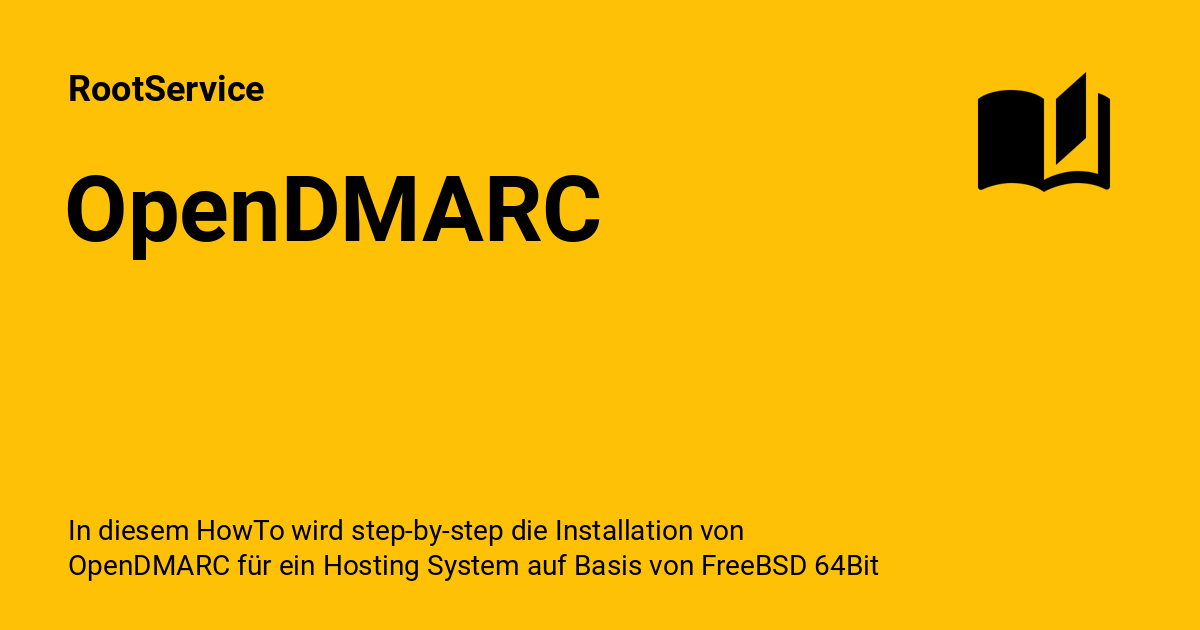 RootService
OpenDMARC
In diesem HowTo wird step-by-step die Installation von
OpenDMARC für ein Hosting System auf Basis von FreeBSD 64Bit